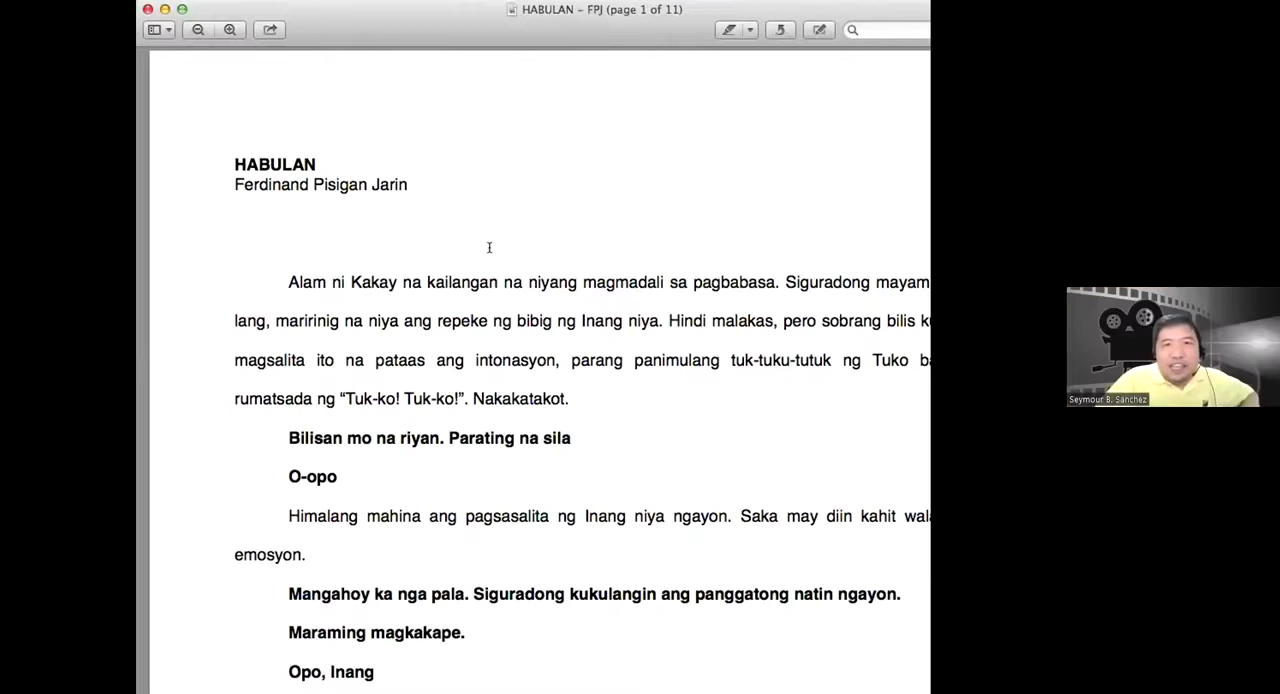 HABULAN – FPJ (page 1 of 11)
HABULAN
Ferdinand Pisigan Jarin
Alam ni Kakay na kailangan na niyang magmadali sa pagbabasa. Siguradong
lang, maririnig na niya ang repeke ng bibig ng Inang niya. Hindi malakas, pero sobrang bilis
magsalita ito na pataas ang intonasyon, parang panimulang tuk-tuku-tutuk ng Tuko
rumatsada ng “Tuk-ko! Tuk-ko!”. Nakakatakot.
Bilisan mo na riyan. Parating na sila
O-opo
Himalang mahina ang pagsasalita ng Inang niya ngayon. Saka may diin kahit
emosyon.
Mangahoy ka nga pala. Siguradong kukulangin ang panggatong natin ngayon.
Maraming magkakape.
Opo, Inang
Seymour B. Sanchez